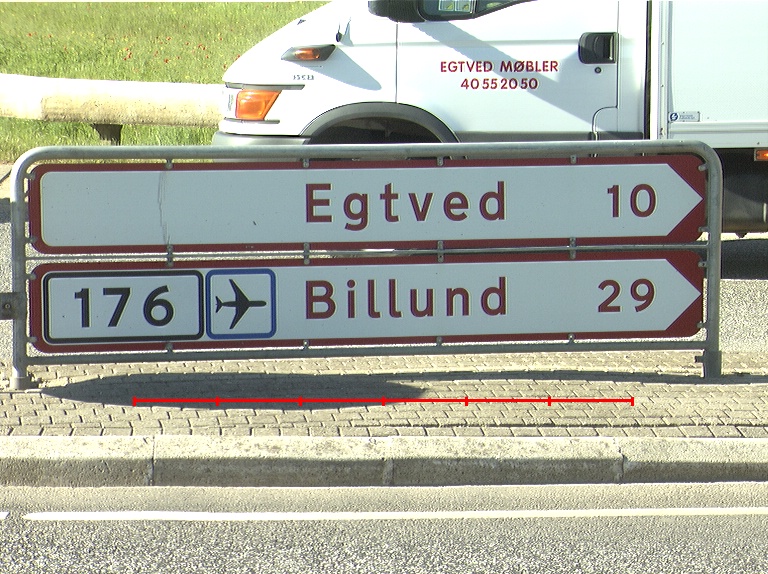 EGTVED MØBLER
40552050
Egtved 10
176 Billund 29